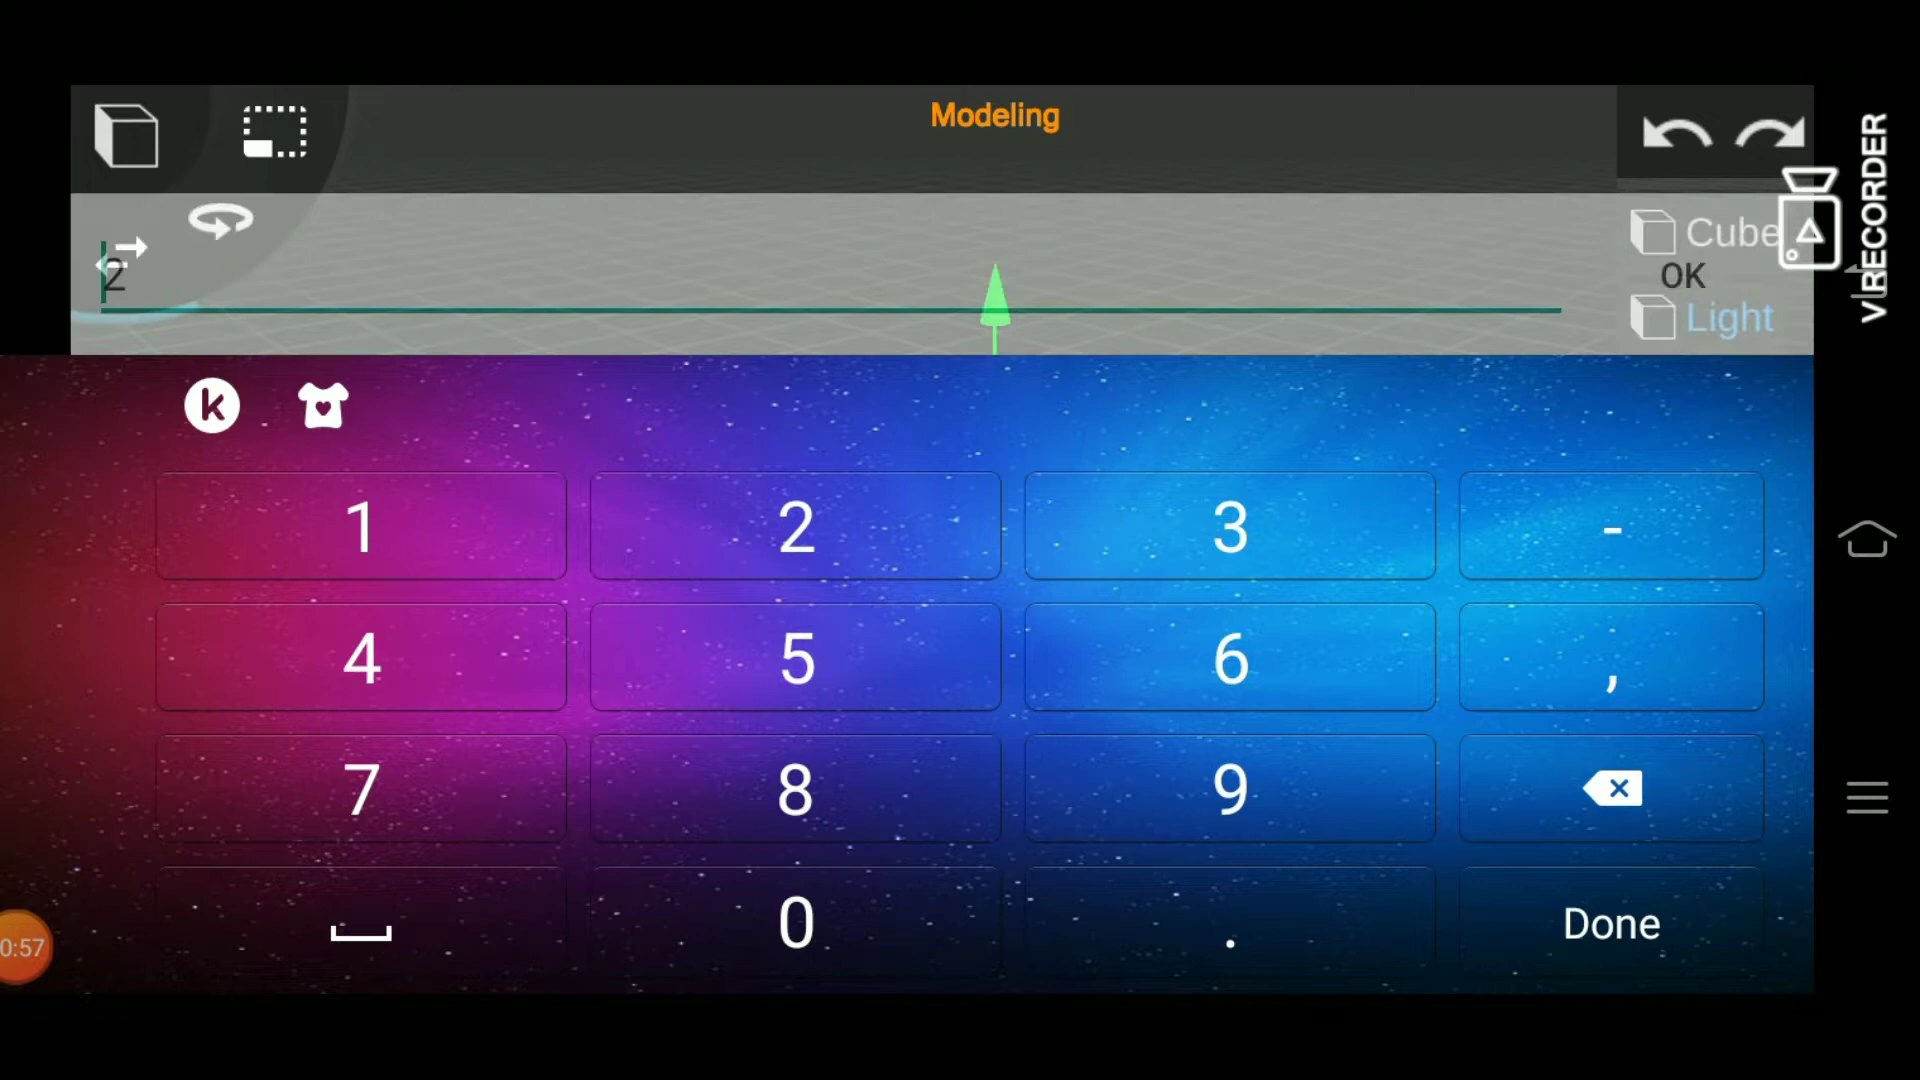 Modeling
Cube
2
OK
Light
VRECORDER
k
1 2 3 -
4 5 6 ,
7 8 9
0 . Done
0:57